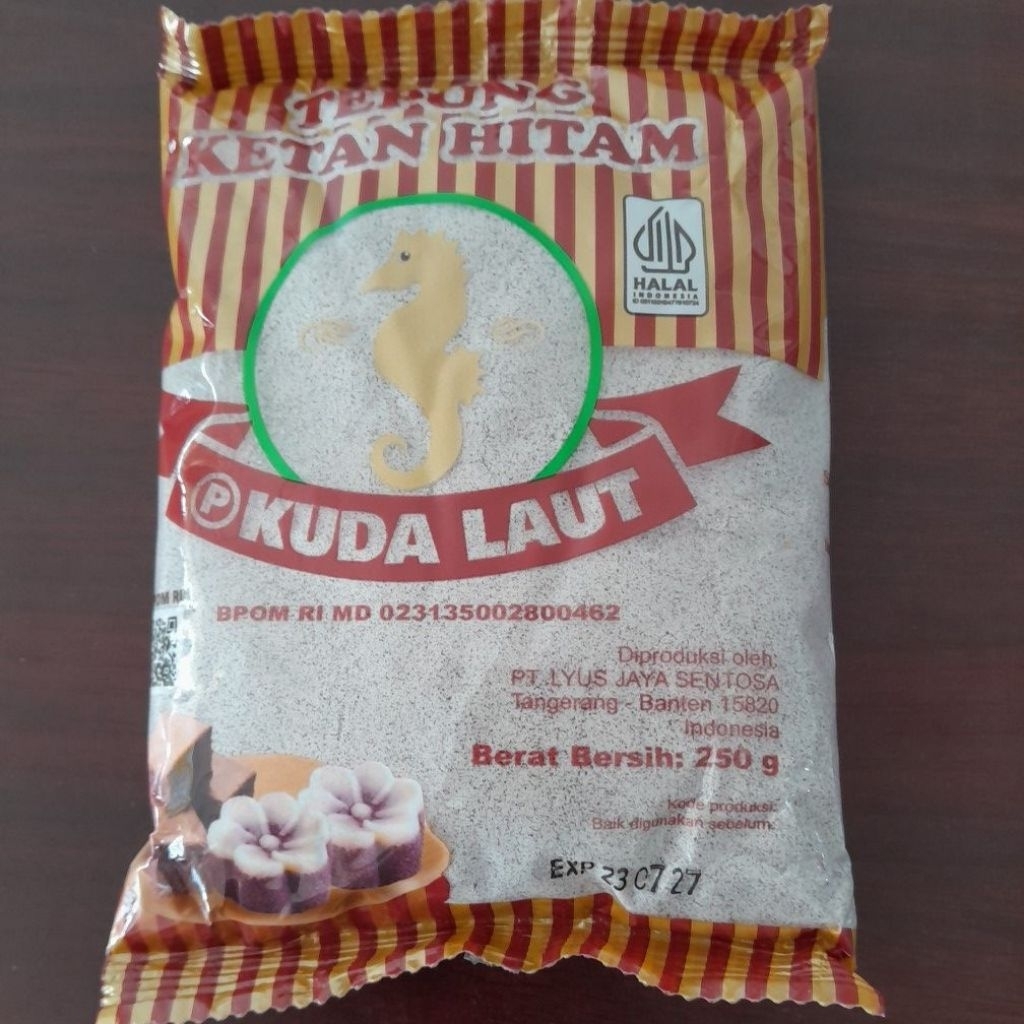 TEPUNG
KETAN HITAM
HALAL
INDONESIA
P KUDA LAUT
BPOM RI MD 023135002800462
Diproduksi oleh:
PT. LYUS JAYA SENTOSA
Tangerang - Banten 15820
Indonesia
Berat Bersih: 250 g
Kode produksi:
Baik digunakan sebelum:
EXP 23 07 27